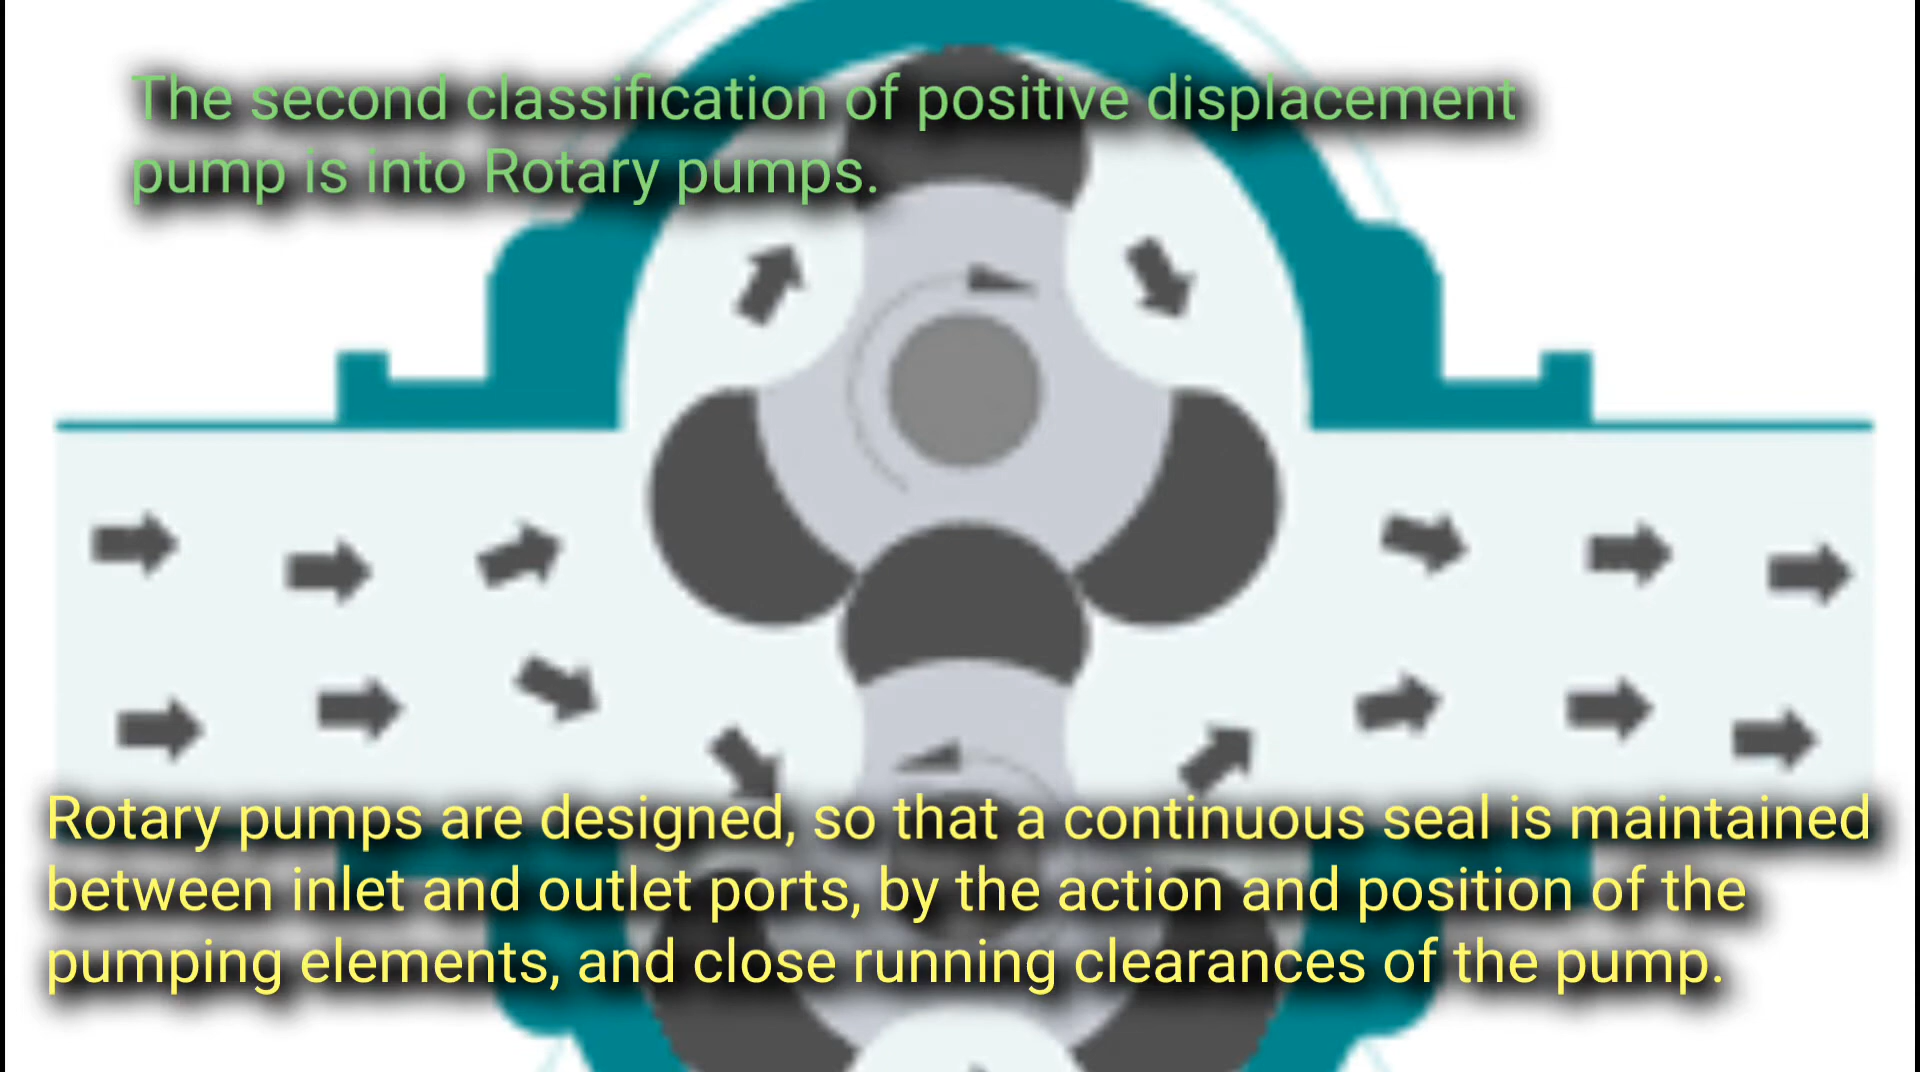 The second classification of positive displacement
pump is into Rotary pumps.
Rotary pumps are designed, so that a continuous seal is maintained
between inlet and outlet ports, by the action and position of the
pumping elements, and close running clearances of the pump.